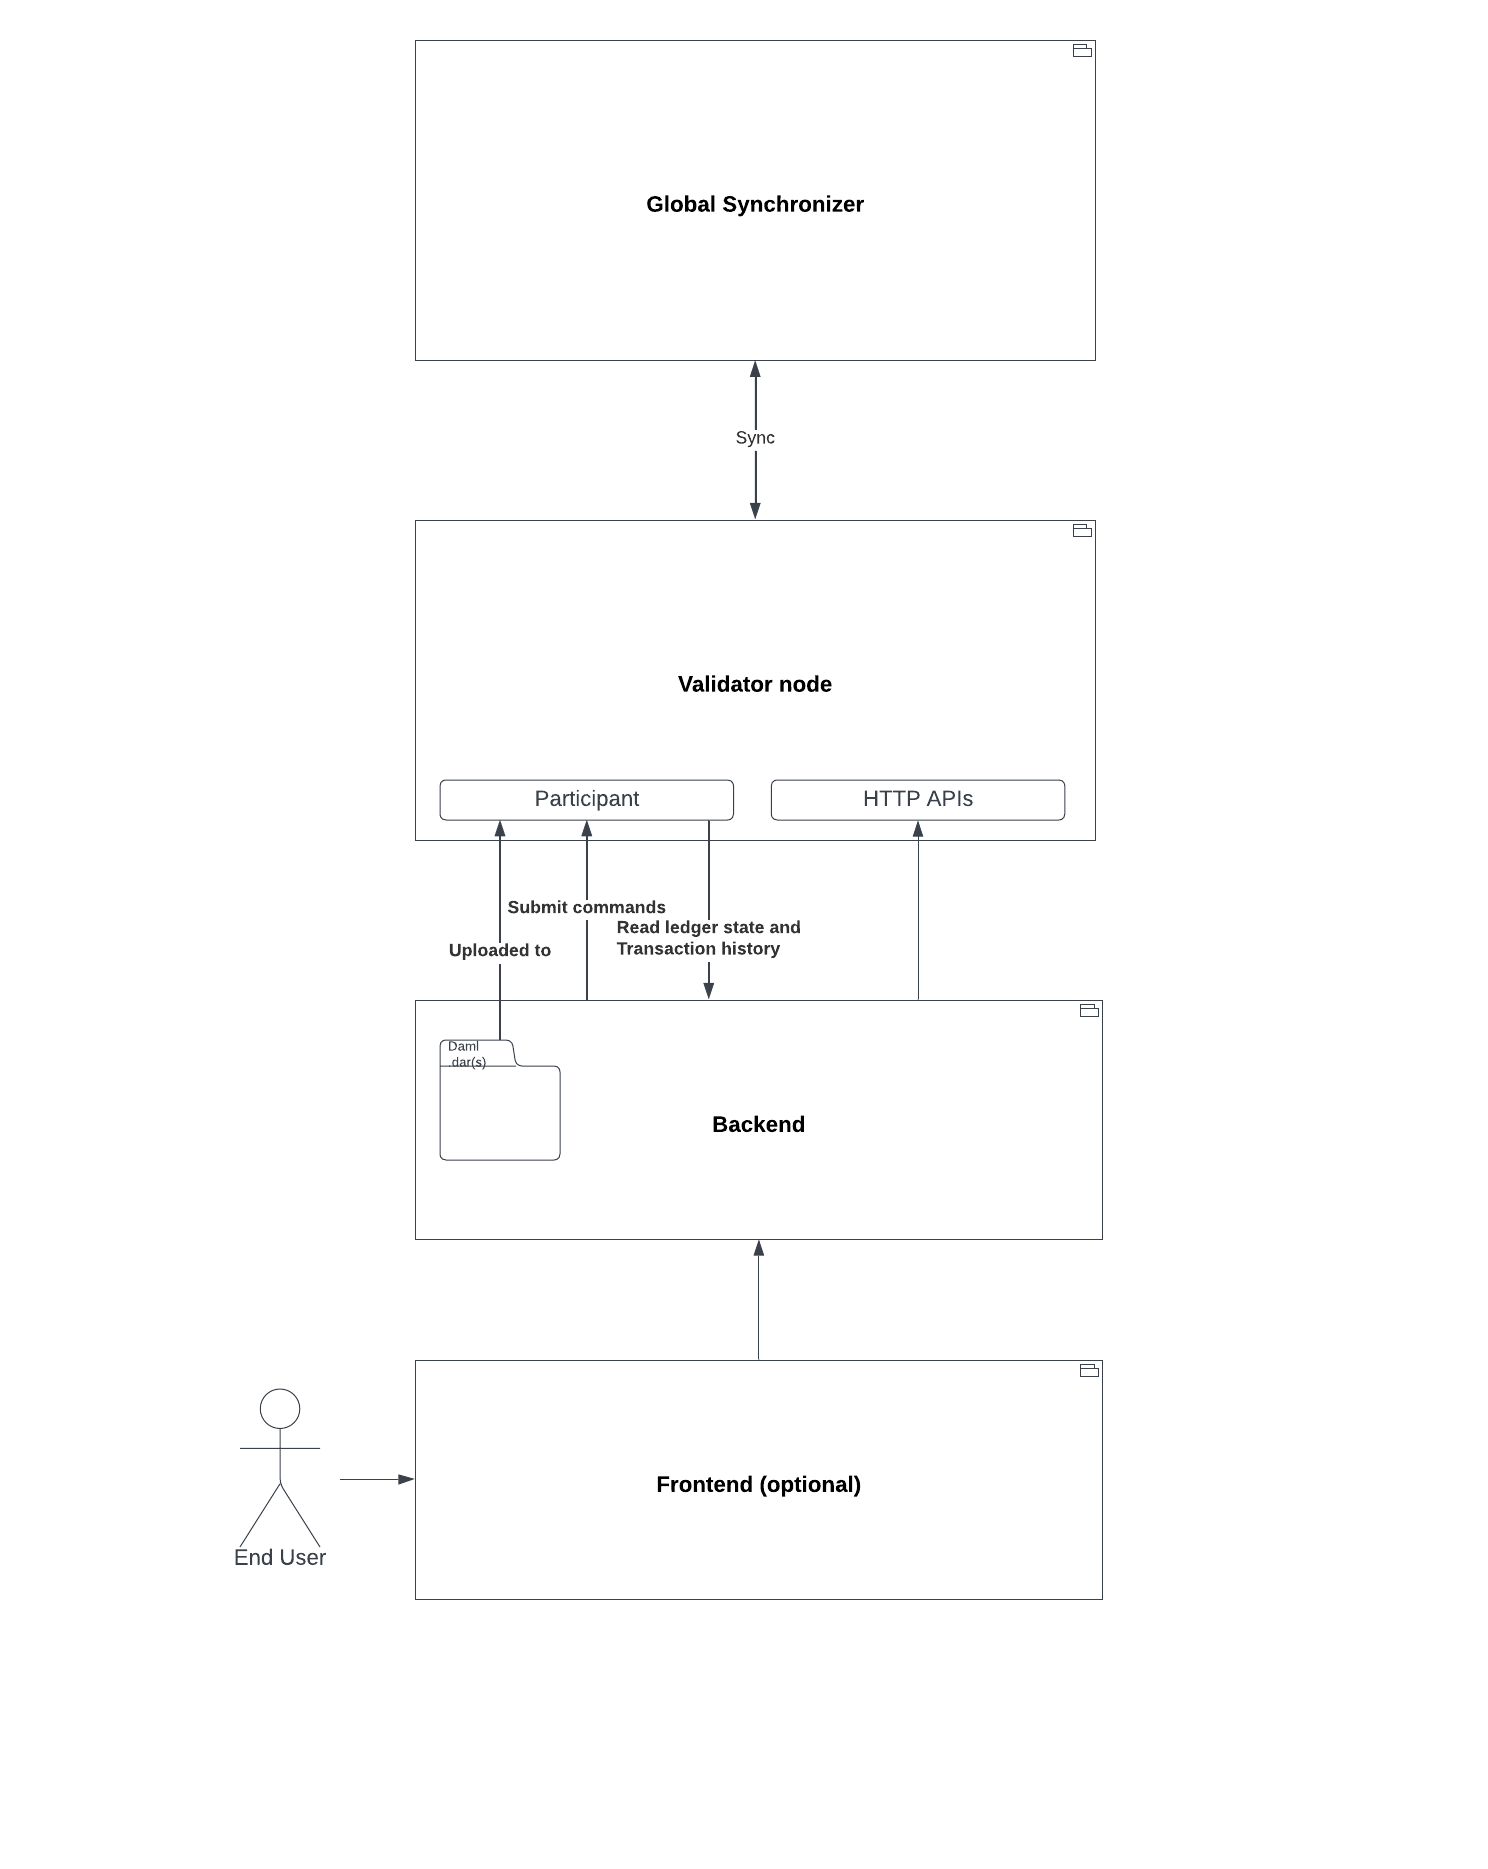 Global Synchronizer
Sync
Validator node
Participant
HTTP APIs
Submit commands
Read ledger state and
Transaction history
Uploaded to
Daml
.dar(s)
Backend
Frontend (optional)
End User